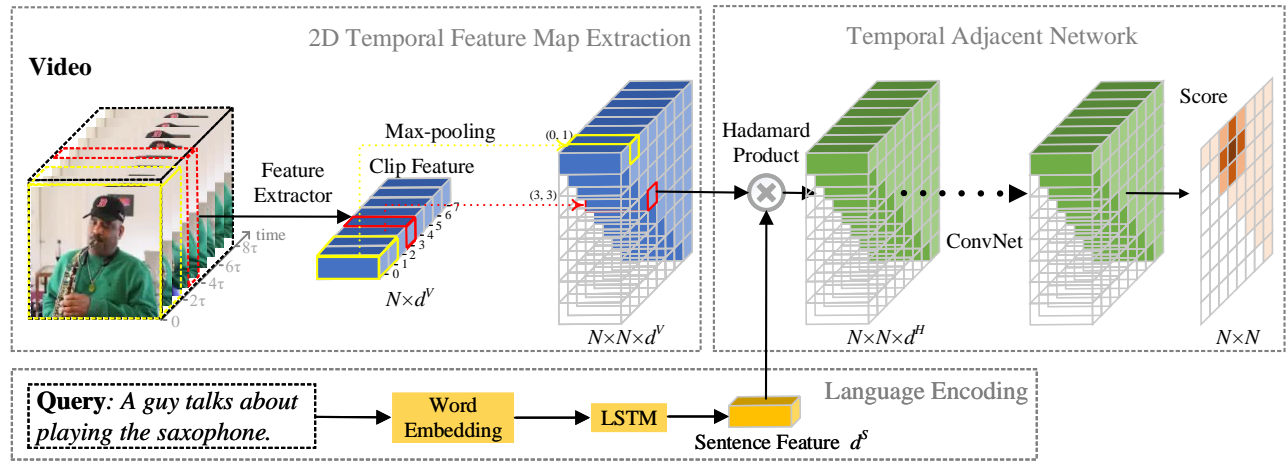 2D Temporal Feature Map Extraction
Temporal Adjacent Network
Video
Max-pooling
(0, 1)
Clip Feature
Feature
Extractor
(3, 3)
Hadamard
Product
Score
time
8τ
6τ
4τ
2τ
0
7
6
5
4
3
2
1
0
N×d^V
ConvNet
N×N×d^V
N×N×d^H
N×N
Language Encoding
Query: A guy talks about
playing the saxophone.
Word
Embedding
LSTM
Sentence Feature d^S